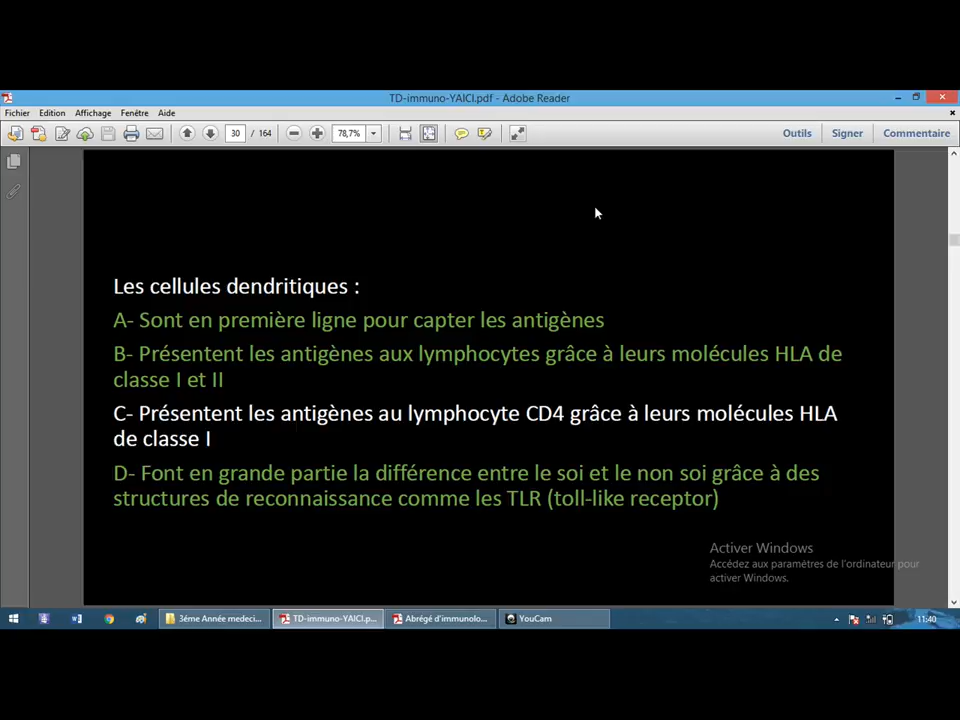 TD-immuno-YAICI.pdf - Adobe Reader
Fichier Edition Affichage Fenêtre Aide
30 / 164 78,7% Outils Signer Commentaire
Les cellules dendritiques :
A- Sont en première ligne pour capter les antigènes
B- Présentent les antigènes aux lymphocytes grâce à leurs molécules HLA de
classe I et II
C- Présentent les antigènes au lymphocyte CD4 grâce à leurs molécules HLA
de classe I
D- Font en grande partie la différence entre le soi et le non soi grâce à des
structures de reconnaissance comme les TLR (toll-like receptor)
Activer Windows
Accédez aux paramètres de l'ordinateur pour
activer Windows.
3éme Année medeci... TD-immuno-YAICI.p... Abrégé d'immunolo... YouCam 11:40